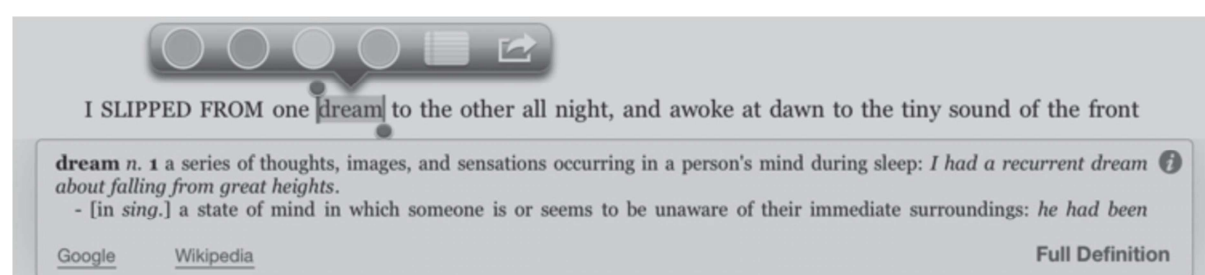 I SLIPPED FROM one dream to the other all night, and awoke at dawn to the tiny sound of the front
dream n. 1 a series of thoughts, images, and sensations occurring in a person's mind during sleep: I had a recurrent dream
about falling from great heights.
- [in sing.] a state of mind in which someone is or seems to be unaware of their immediate surroundings: he had been
Google Wikipedia Full Definition